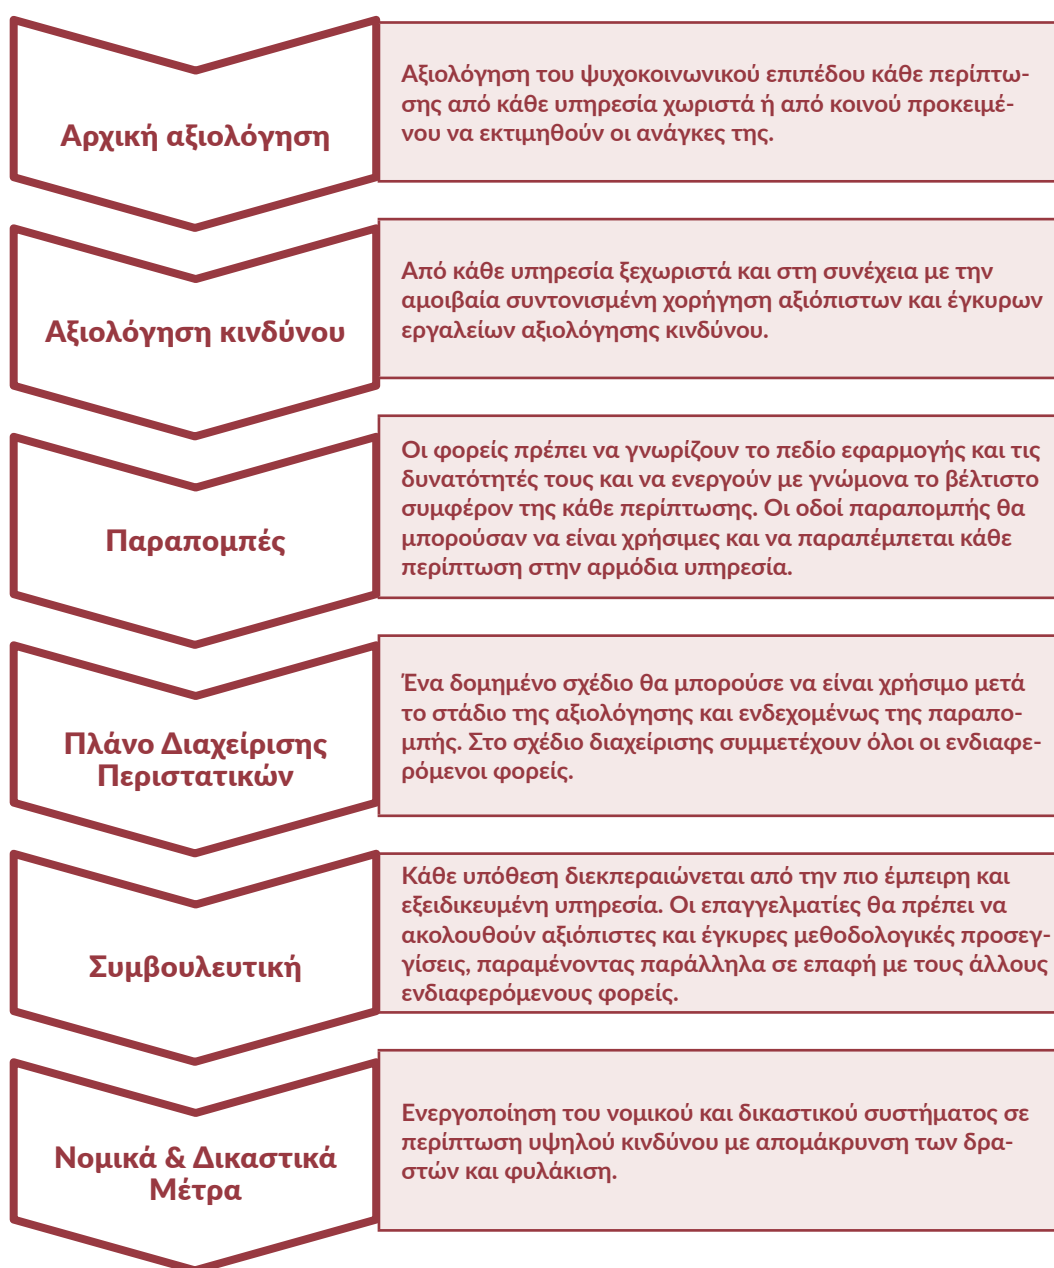 Αρχική αξιολόγηση
Αξιολόγηση του ψυχοκοινωνικού επιπέδου κάθε περίπτω-
σης από κάθε υπηρεσία χωριστά ή από κοινού προκειμέ-
νου να εκτιμηθούν οι ανάγκες της.
Αξιολόγηση κινδύνου
Από κάθε υπηρεσία ξεχωριστά και στη συνέχεια με την
αμοιβαία συντονισμένη χορήγηση αξιόπιστων και έγκυρων
εργαλείων αξιολόγησης κινδύνου.
Παραπομπές
Οι φορείς πρέπει να γνωρίζουν το πεδίο εφαρμογής και τις
δυνατότητές τους και να ενεργούν με γνώμονα το βέλτιστο
συμφέρον της κάθε περίπτωσης. Οι οδοί παραπομπής θα
μπορούσαν να είναι χρήσιμες και να παραπέμπεται κάθε
περίπτωση στην αρμόδια υπηρεσία.
Πλάνο Διαχείρισης
Περιστατικών
Ένα δομημένο σχέδιο θα μπορούσε να είναι χρήσιμο μετά
το στάδιο της αξιολόγησης και ενδεχομένως της παραπο-
μπής. Στο σχέδιο διαχείρισης συμμετέχουν όλοι οι ενδιαφε-
ρόμενοι φορείς.
Συμβουλευτική
Κάθε υπόθεση διεκπεραιώνεται από την πιο έμπειρη και
εξειδικευμένη υπηρεσία. Οι επαγγελματίες θα πρέπει να
ακολουθούν αξιόπιστες και έγκυρες μεθοδολογικές προσεγ-
γίσεις, παραμένοντας παράλληλα σε επαφή με τους άλλους
ενδιαφερόμενους φορείς.
Νομικά & Δικαστικά
Μέτρα
Ενεργοποίηση του νομικού και δικαστικού συστήματος σε
περίπτωση υψηλού κινδύνου με απομάκρυνση των δρα-
στών και φυλάκιση.